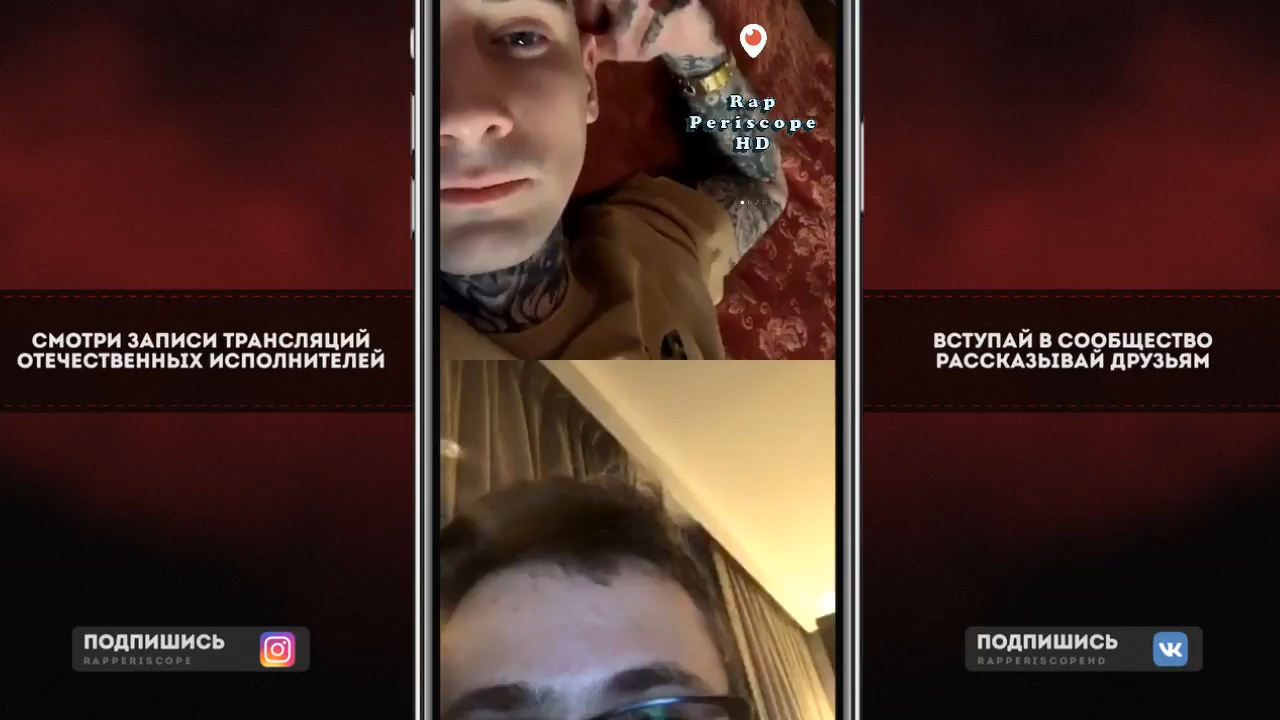 Rap
Periscope
HD
СМОТРИ ЗАПИСИ ТРАНСЛЯЦИЙ
ОТЕЧЕСТВЕННЫХ ИСПОЛНИТЕЛЕЙ
ВСТУПАЙ В СООБЩЕСТВО
РАССКАЗЫВАЙ ДРУЗЬЯМ
ПОДПИШИСЬ
RAPPERISCOPE
ПОДПИШИСЬ
RAPPERISCOPEHD